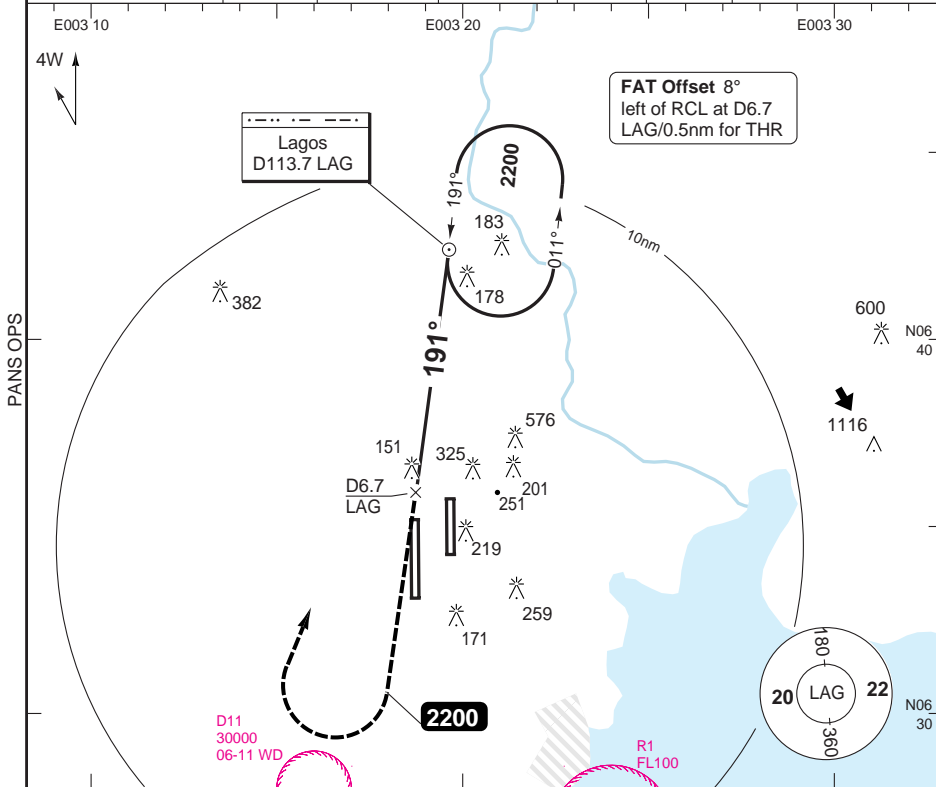 E003 10
E003 20
E003 30
4W
FAT Offset 8°
left of RCL at D6.7
LAG/0.5nm for THR
Lagos
D113.7 LAG
2200
191°
183
011°
10nm
178
382
600
N06
40
PANS OPS
191°
1116
576
151
325
201
D6.7
LAG
251
219
259
171
180
20
LAG
22
360
2200
N06
30
D11
30000
06-11 WD
R1
FL100